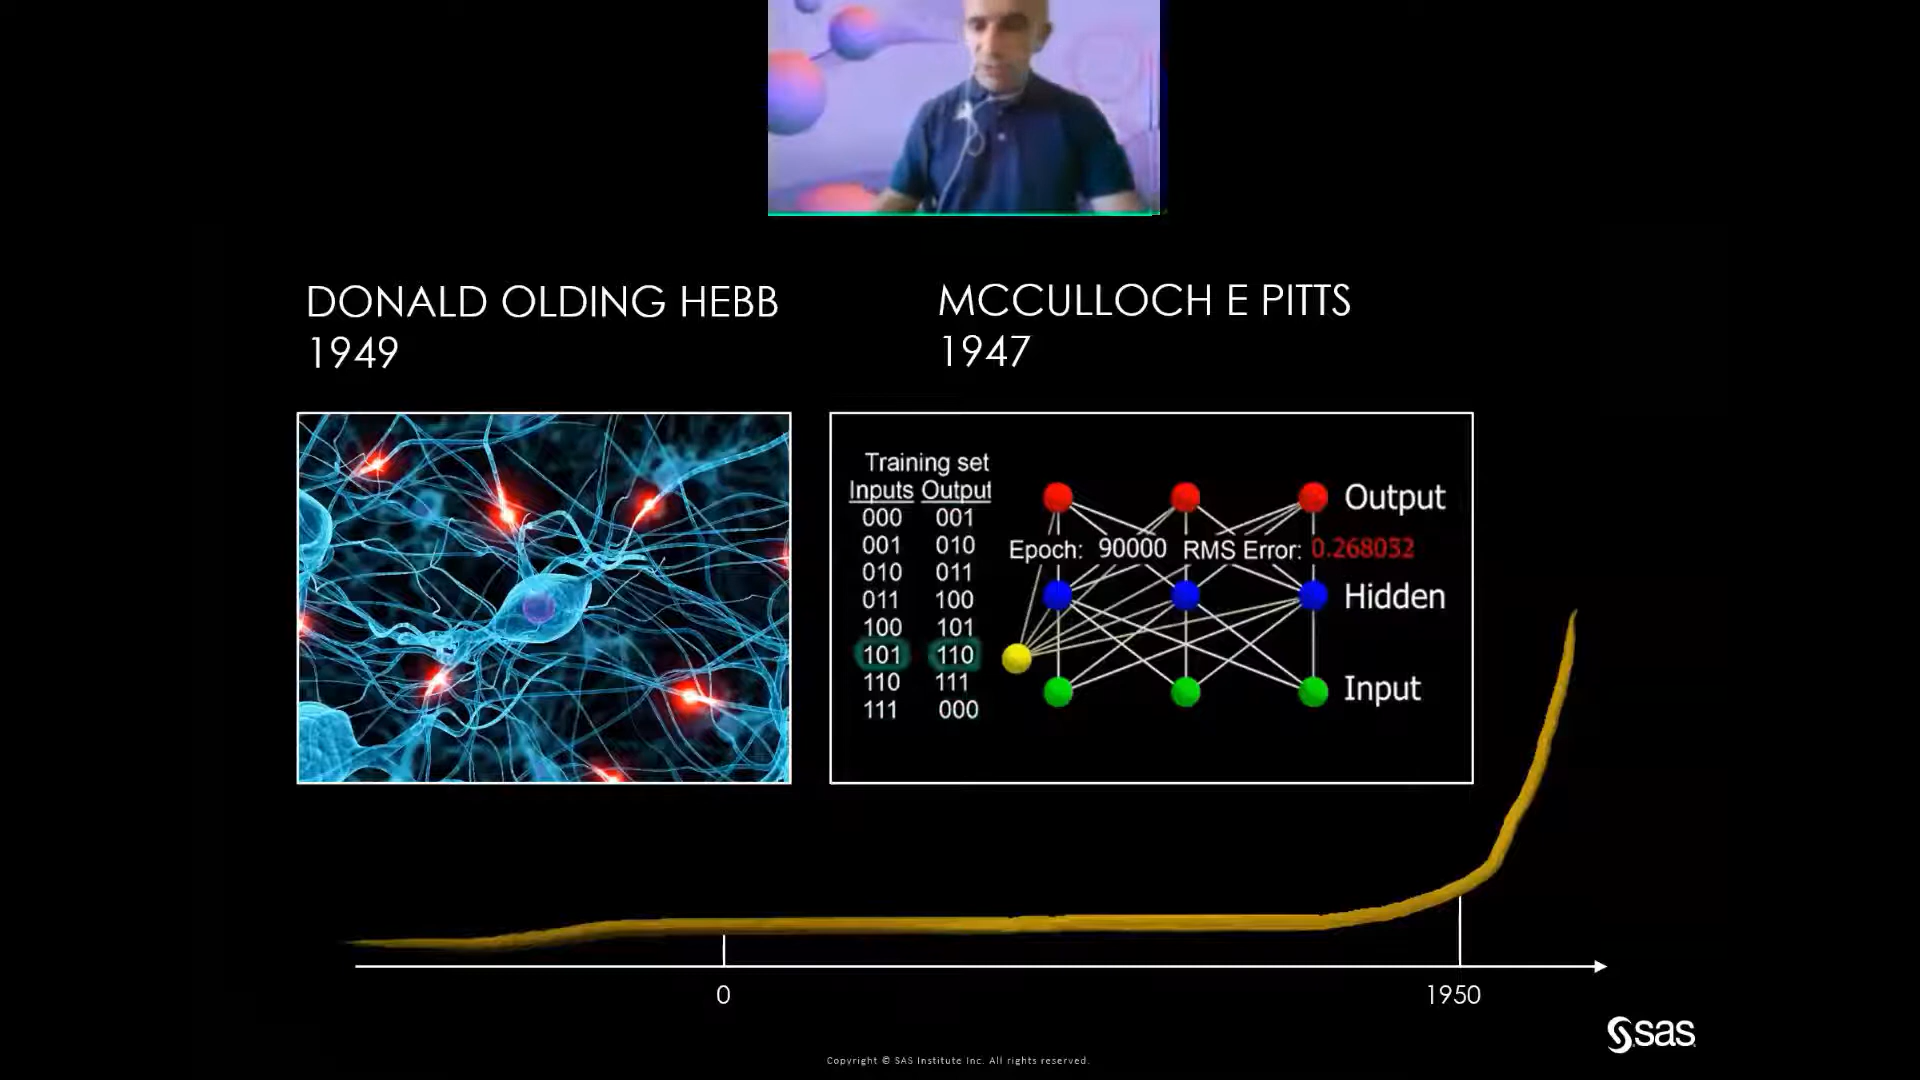 DONALD OLDING HEBB
1949
MCCULLOCH E PITTS
1947
Training set
Inputs Output
000 001
001 010
010 011
011 100
100 101
101 110
110 111
111 000
Output
Epoch: 90000 RMS Error: 0.268032
Hidden
Input
0
1950
sas
Copyright © SAS Institute Inc. All rights reserved.